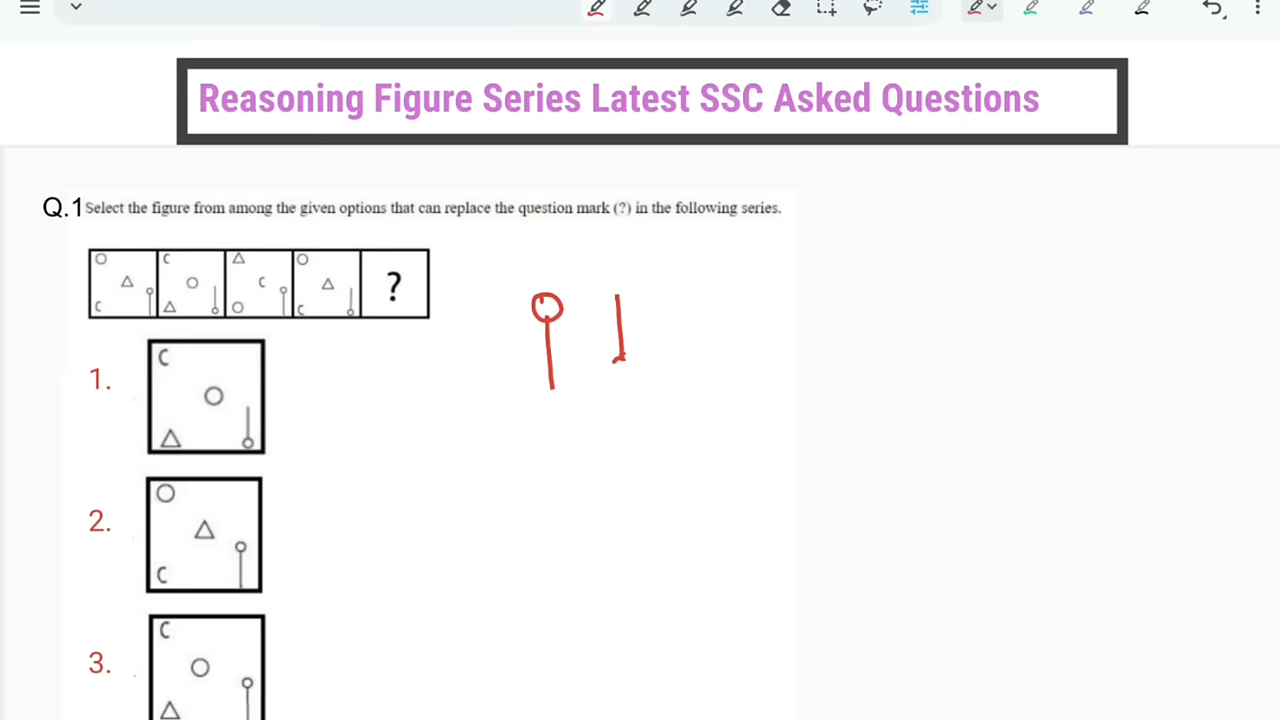 Reasoning Figure Series Latest SSC Asked Questions
Q.1 Select the figure from among the given options that can replace the question mark (?) in the following series.
C C C C ?
1. C
2. C
3. C